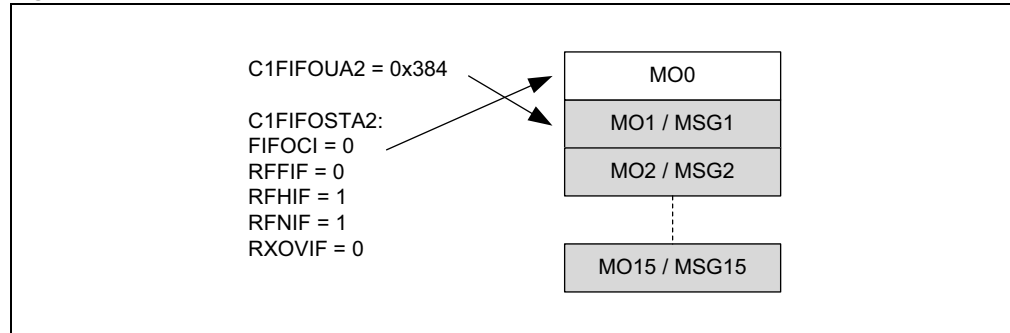 C1FIFOUA2 = 0x384
C1FIFOSTA2:
FIFOCI = 0
RFFIF = 0
RFHIF = 1
RFNIF = 1
RXOVIF = 0
MO0
MO1 / MSG1
MO2 / MSG2
MO15 / MSG15